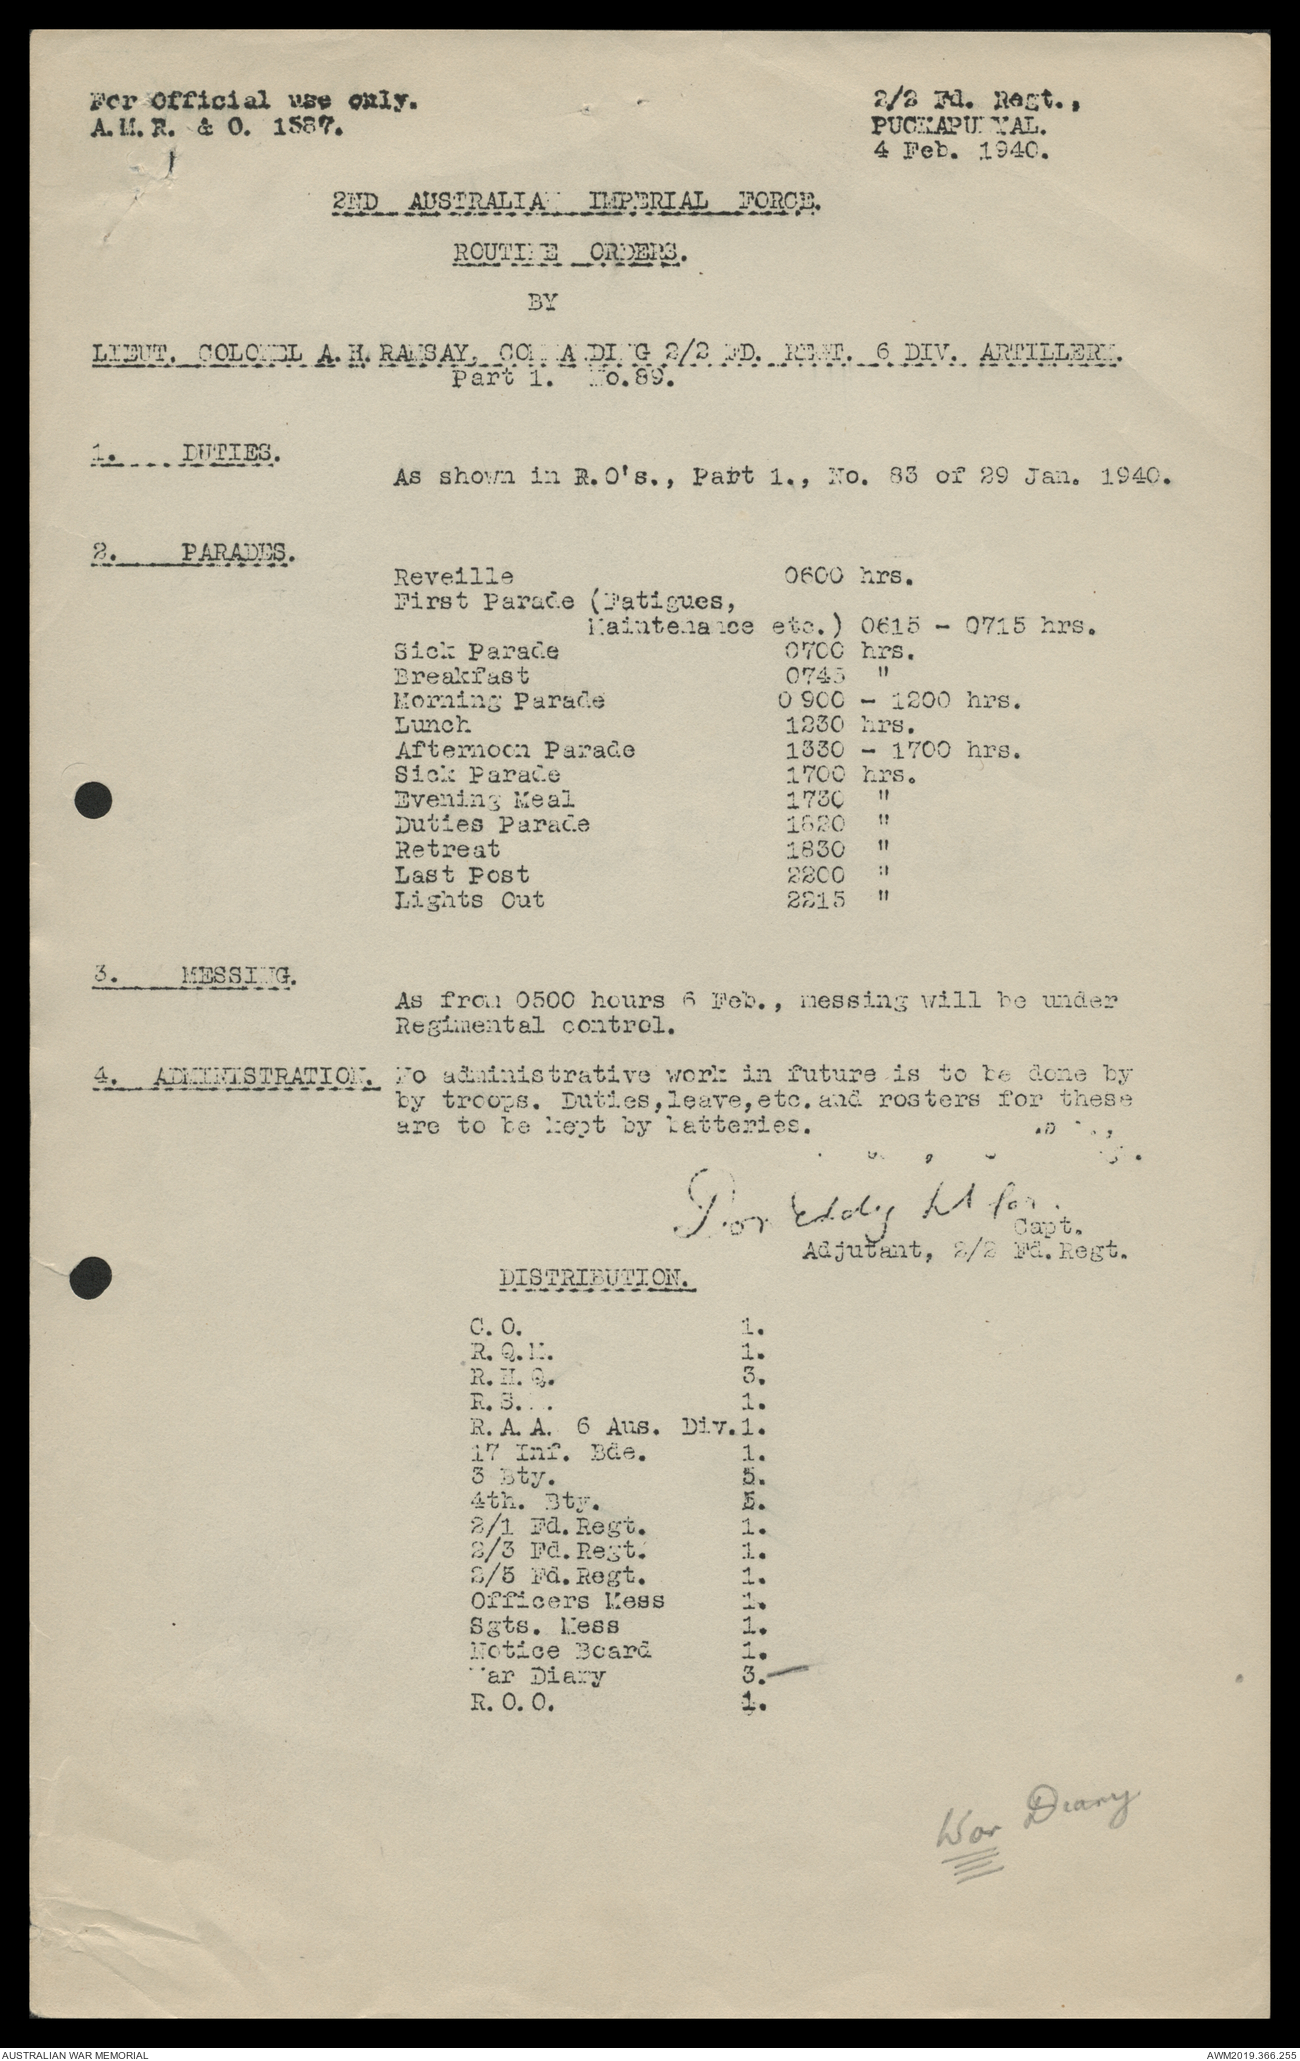 For Official use only.
A.M.R. & O. 1587.
2/2 Fd. Regt.,
PUCKAPUNYAL.
4 Feb. 1940.
2ND AUSTRALIAN IMPERIAL FORCE.
ROUTINE ORDERS.
BY
LIEUT. COLONEL A.H. RAMSAY, COMMANDING 2/2 FD. REGT. 6 DIV. ARTILLERY.
Part 1. No.89.
1. DUTIES.
As shown in R.O's., Part 1., No. 83 of 29 Jan. 1940.
2. PARADES.
Reveille 0600 hrs.
First Parade (Fatigues,
Maintenance etc.) 0615 - 0715 hrs.
Sick Parade 0700 hrs.
Breakfast 0745 "
Morning Parade 0900 - 1200 hrs.
Lunch 1230 hrs.
Afternoon Parade 1330 - 1700 hrs.
Sick Parade 1700 hrs.
Evening Meal 1730 "
Duties Parade 1820 "
Retreat 1830 "
Last Post 2200 "
Lights Out 2215 "
3. MESSING.
As from 0500 hours 6 Feb., messing will be under
Regimental control.
4. ADMINISTRATION. No administrative work in future is to be done by
by troops. Duties,leave,etc.and rosters for these
are to be kept by batteries.
Lt for
Capt.
Adjutant, 2/2 Fd.Regt.
DISTRIBUTION.
C.O. 1.
R.Q.M. 1.
R.H.Q. 3.
R.S. 1.
R.A.A. 6 Aus. Div.1.
17 Inf. Bde. 1.
3 Bty. 5.
4th. Bty. 5.
2/1 Fd.Regt. 1.
2/3 Fd.Regt. 1.
2/5 Fd.Regt. 1.
Officers Mess 1.
Sgts. Mess 1.
Notice Board 1.
War Diary 3.
R.O.O. 1.
War Diary
AUSTRALIAN WAR MEMORIAL
AWM2019.366.255